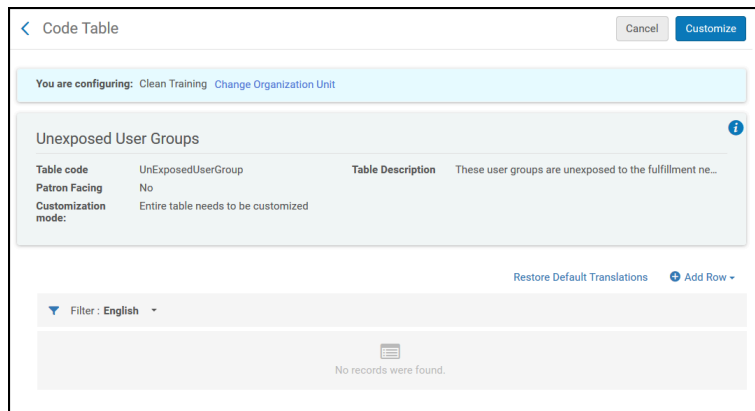 Code Table
Cancel
Customize
You are configuring: Clean Training Change Organization Unit
Unexposed User Groups
Table code UnExposedUserGroup Table Description These user groups are unexposed to the fulfillment ne...
Patron Facing No
Customization mode: Entire table needs to be customized
Restore Default Translations Add Row
Filter : English
No records were found.